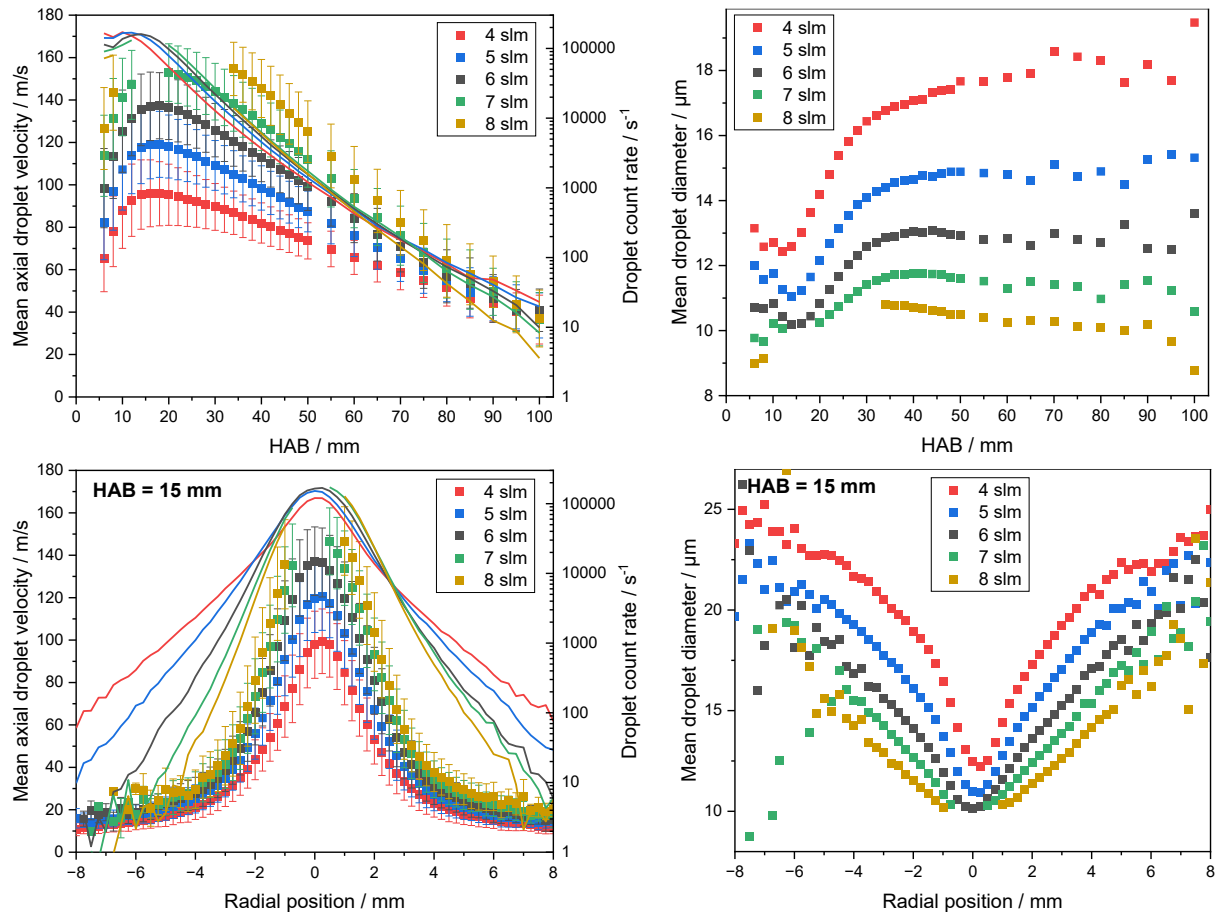 180
160
140
120
100
80
60
40
20
0
Mean axial droplet velocity / m/s
0 10 20 30 40 50 60 70 80 90 100
HAB / mm
100000
10000
1000
100
10
1
Droplet count rate / s⁻¹
4 slm
5 slm
6 slm
7 slm
8 slm
18
16
14
12
10
8
Mean droplet diameter / µm
0 10 20 30 40 50 60 70 80 90 100
HAB / mm
4 slm
5 slm
6 slm
7 slm
8 slm
HAB = 15 mm
180
160
140
120
100
80
60
40
20
0
Mean axial droplet velocity / m/s
−8 −6 −4 −2 0 2 4 6 8
Radial position / mm
100000
10000
1000
100
10
1
Droplet count rate / s⁻¹
4 slm
5 slm
6 slm
7 slm
8 slm
HAB = 15 mm
25
20
15
10
Mean droplet diameter / µm
−8 −6 −4 −2 0 2 4 6 8
Radial position / mm
4 slm
5 slm
6 slm
7 slm
8 slm